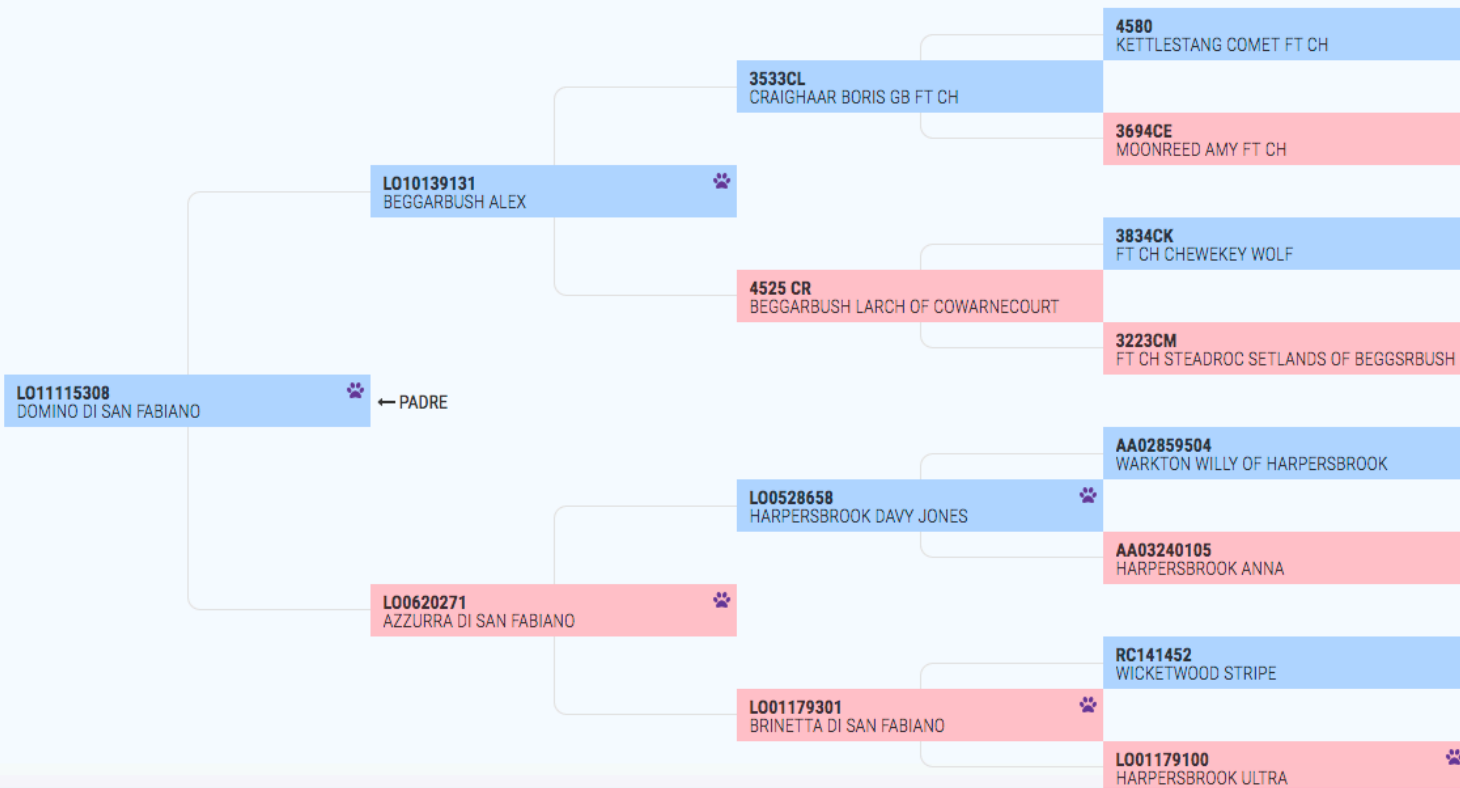 4580
KETTLESTANG COMET FT CH
3533CL
CRAIGHAAR BORIS GB FT CH
3694CE
MOONREED AMY FT CH
LO10139131
BEGGARBUSH ALEX
3834CK
FT CH CHEWEKEY WOLF
4525 CR
BEGGARBUSH LARCH OF COWARNECOURT
3223CM
FT CH STEADROC SETLANDS OF BEGGSRBUSH
LO11115308
DOMINO DI SAN FABIANO
← PADRE
AA02859504
WARKTON WILLY OF HARPERSBROOK
LO0528658
HARPERSBROOK DAVY JONES
AA03240105
HARPERSBROOK ANNA
LO0620271
AZZURRA DI SAN FABIANO
RC141452
WICKETWOOD STRIPE
LO01179301
BRINETTA DI SAN FABIANO
LO01179100
HARPERSBROOK ULTRA